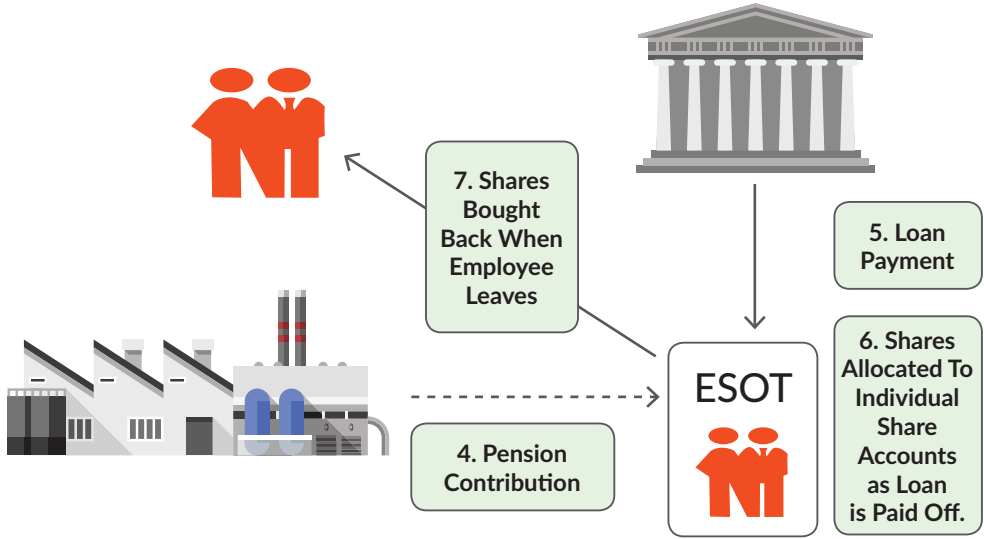 7. Shares
Bought
Back When
Employee
Leaves
5. Loan
Payment
ESOT
6. Shares
Allocated To
Individual
Share
Accounts
as Loan
is Paid Off.
4. Pension
Contribution